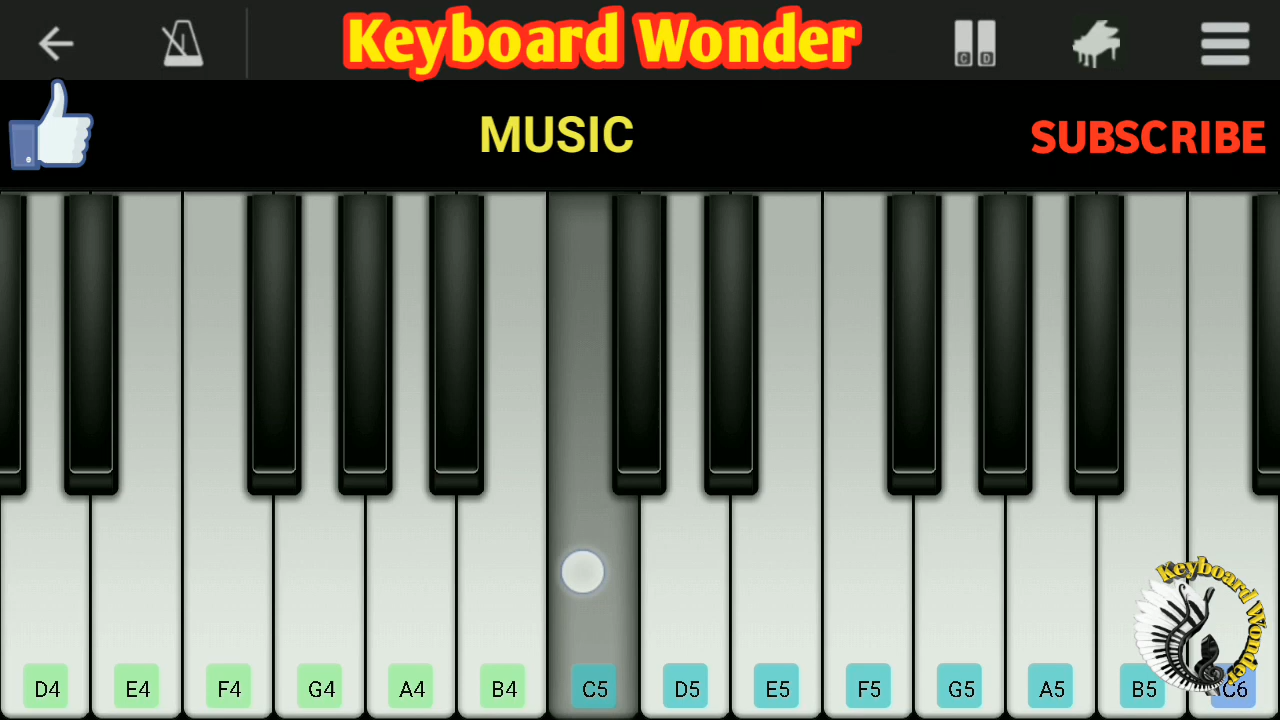 Keyboard Wonder
C D
MUSIC
SUBSCRIBE
Keyboard Wonder
D4 E4 F4 G4 A4 B4 C5 D5 E5 F5 G5 A5 B5 C6